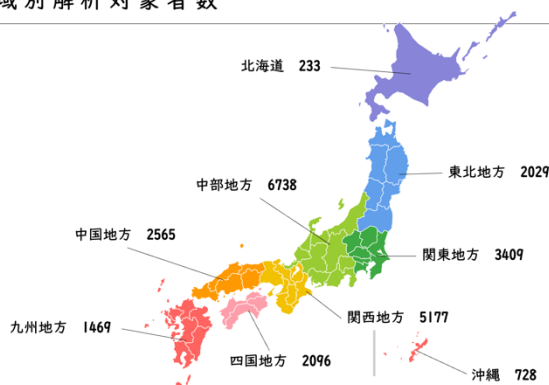 域別解析対象者数
北海道 233
東北地方 2029
中部地方 6738
中国地方 2565
関東地方 3409
関西地方 5177
九州地方 1469
四国地方 2096
沖縄 728